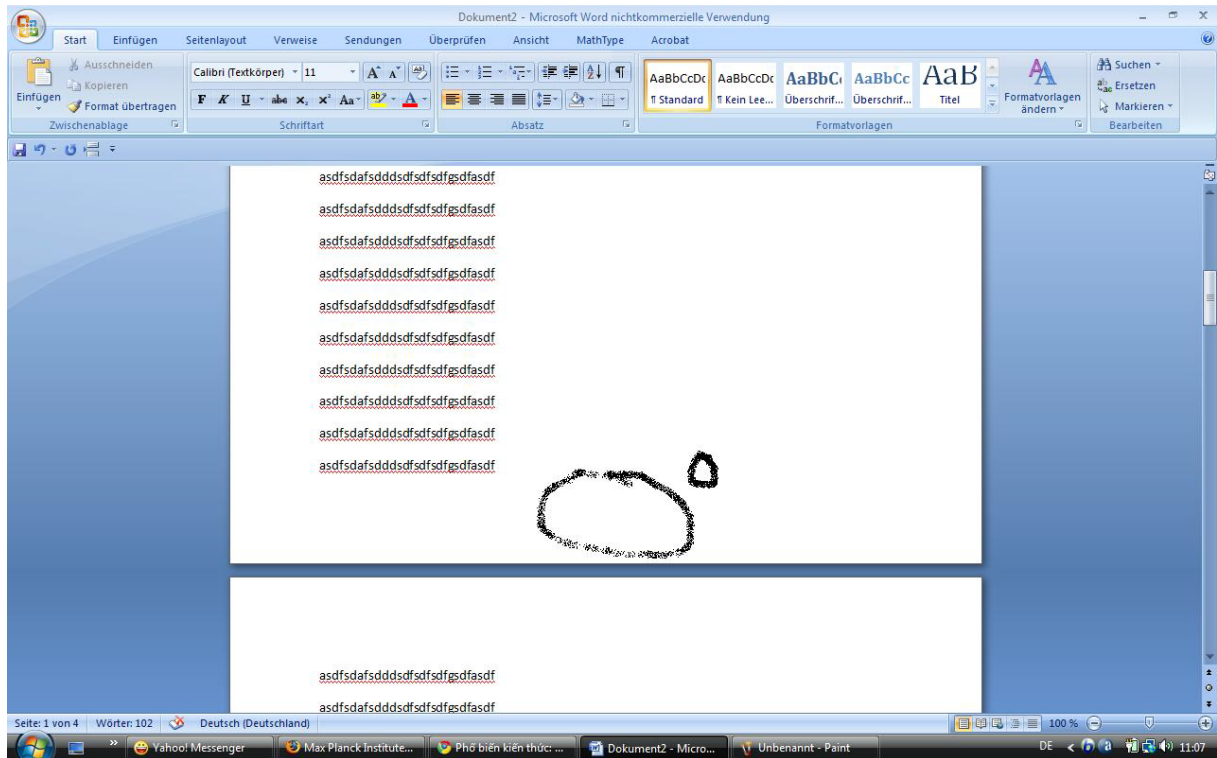 Dokument2 - Microsoft Word nichtkommerzielle Verwendung
Start Einfügen Seitenlayout Verweise Sendungen Überprüfen Ansicht MathType Acrobat
Einfügen
Ausschneiden
Kopieren
Format übertragen
Zwischenablage
Calibri (Textkörper) 11
F K U abe x, x² Aa A
Schriftart
Absatz
AaBbCcDc AaBbCcDc AaBbC AaBbCc AaB
¶ Standard ¶ Kein Lee... Überschrif... Überschrif... Titel
Formatvorlagen ändern
Formatvorlagen
Suchen
Ersetzen
Markieren
Bearbeiten
asdfsdafsdddsdfsdfsdfgsdfasdf
asdfsdafsdddsdfsdfsdfgsdfasdf
asdfsdafsdddsdfsdfsdfgsdfasdf
asdfsdafsdddsdfsdfsdfgsdfasdf
asdfsdafsdddsdfsdfsdfgsdfasdf
asdfsdafsdddsdfsdfsdfgsdfasdf
asdfsdafsdddsdfsdfsdfgsdfasdf
asdfsdafsdddsdfsdfsdfgsdfasdf
asdfsdafsdddsdfsdfsdfgsdfasdf
asdfsdafsdddsdfsdfsdfgsdfasdf
asdfsdafsdddsdfsdfsdfgsdfasdf
asdfsdafsdddsdfsdfsdfgsdfasdf
Seite: 1 von 4 Wörter: 102 Deutsch (Deutschland) 100 %
Yahoo! Messenger Max Planck Institute... Phổ biến kiến thức: ... Dokument2 - Micro... Unbenannt - Paint DE 11:07